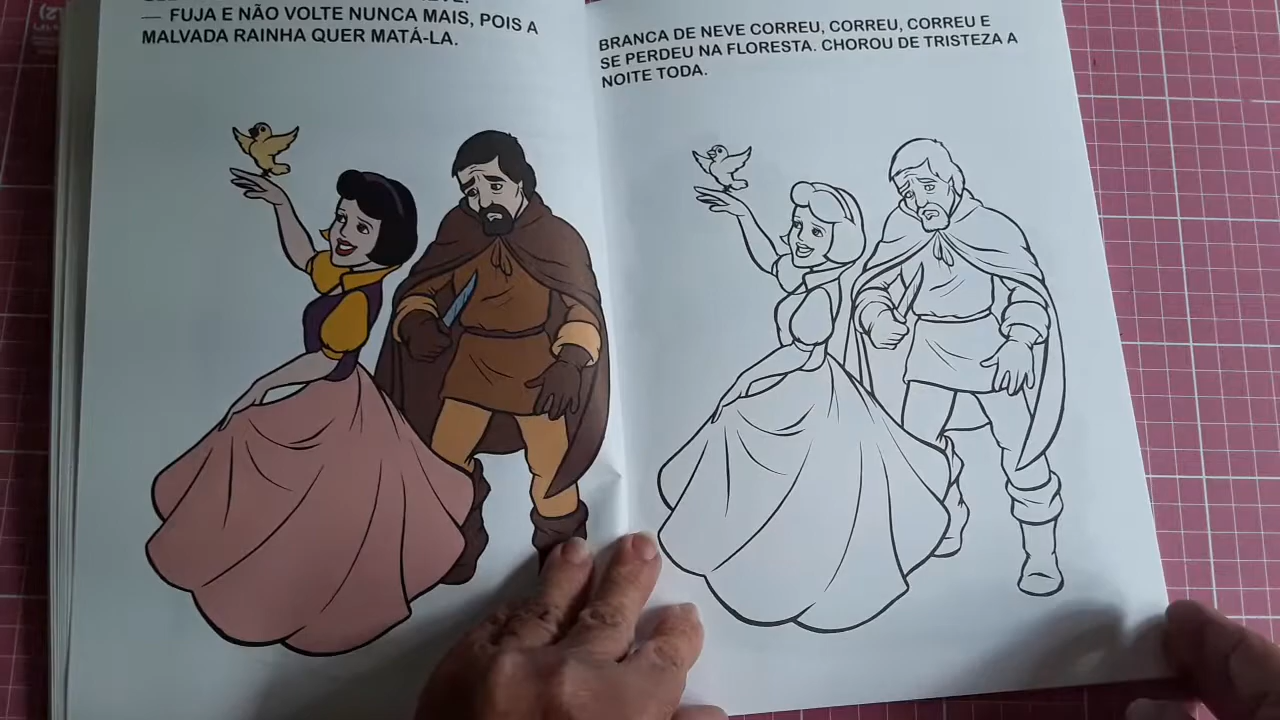 — FUJA E NÃO VOLTE NUNCA MAIS, POIS A
MALVADA RAINHA QUER MATÁ-LA.
BRANCA DE NEVE CORREU, CORREU, CORREU E
SE PERDEU NA FLORESTA. CHOROU DE TRISTEZA A
NOITE TODA.